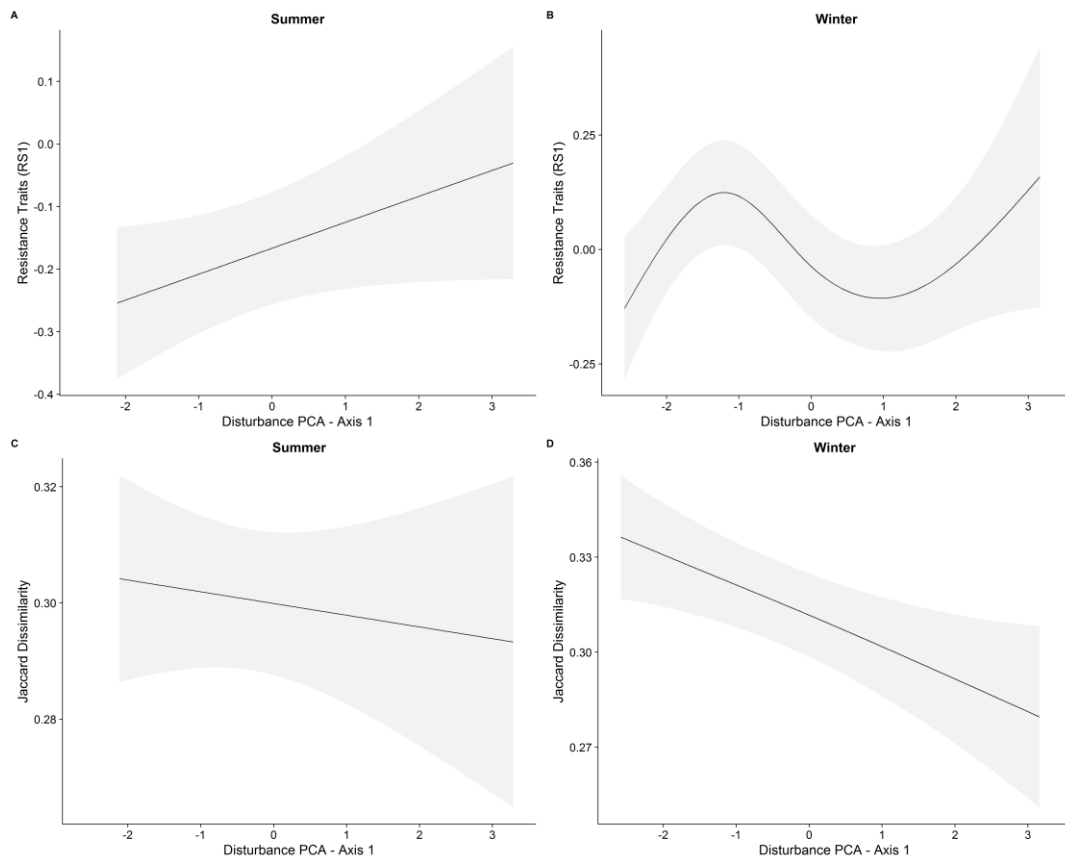 A
Summer
Resistance Traits (RS1)
0.1
0.0
-0.1
-0.2
-0.3
-0.4
-2 -1 0 1 2 3
Disturbance PCA - Axis 1
B
Winter
Resistance Traits (RS1)
0.25
0.00
-0.25
-2 -1 0 1 2 3
Disturbance PCA - Axis 1
C
Summer
Jaccard Dissimilarity
0.32
0.30
0.28
-2 -1 0 1 2 3
Disturbance PCA - Axis 1
D
Winter
Jaccard Dissimilarity
0.36
0.33
0.30
0.27
-2 -1 0 1 2 3
Disturbance PCA - Axis 1